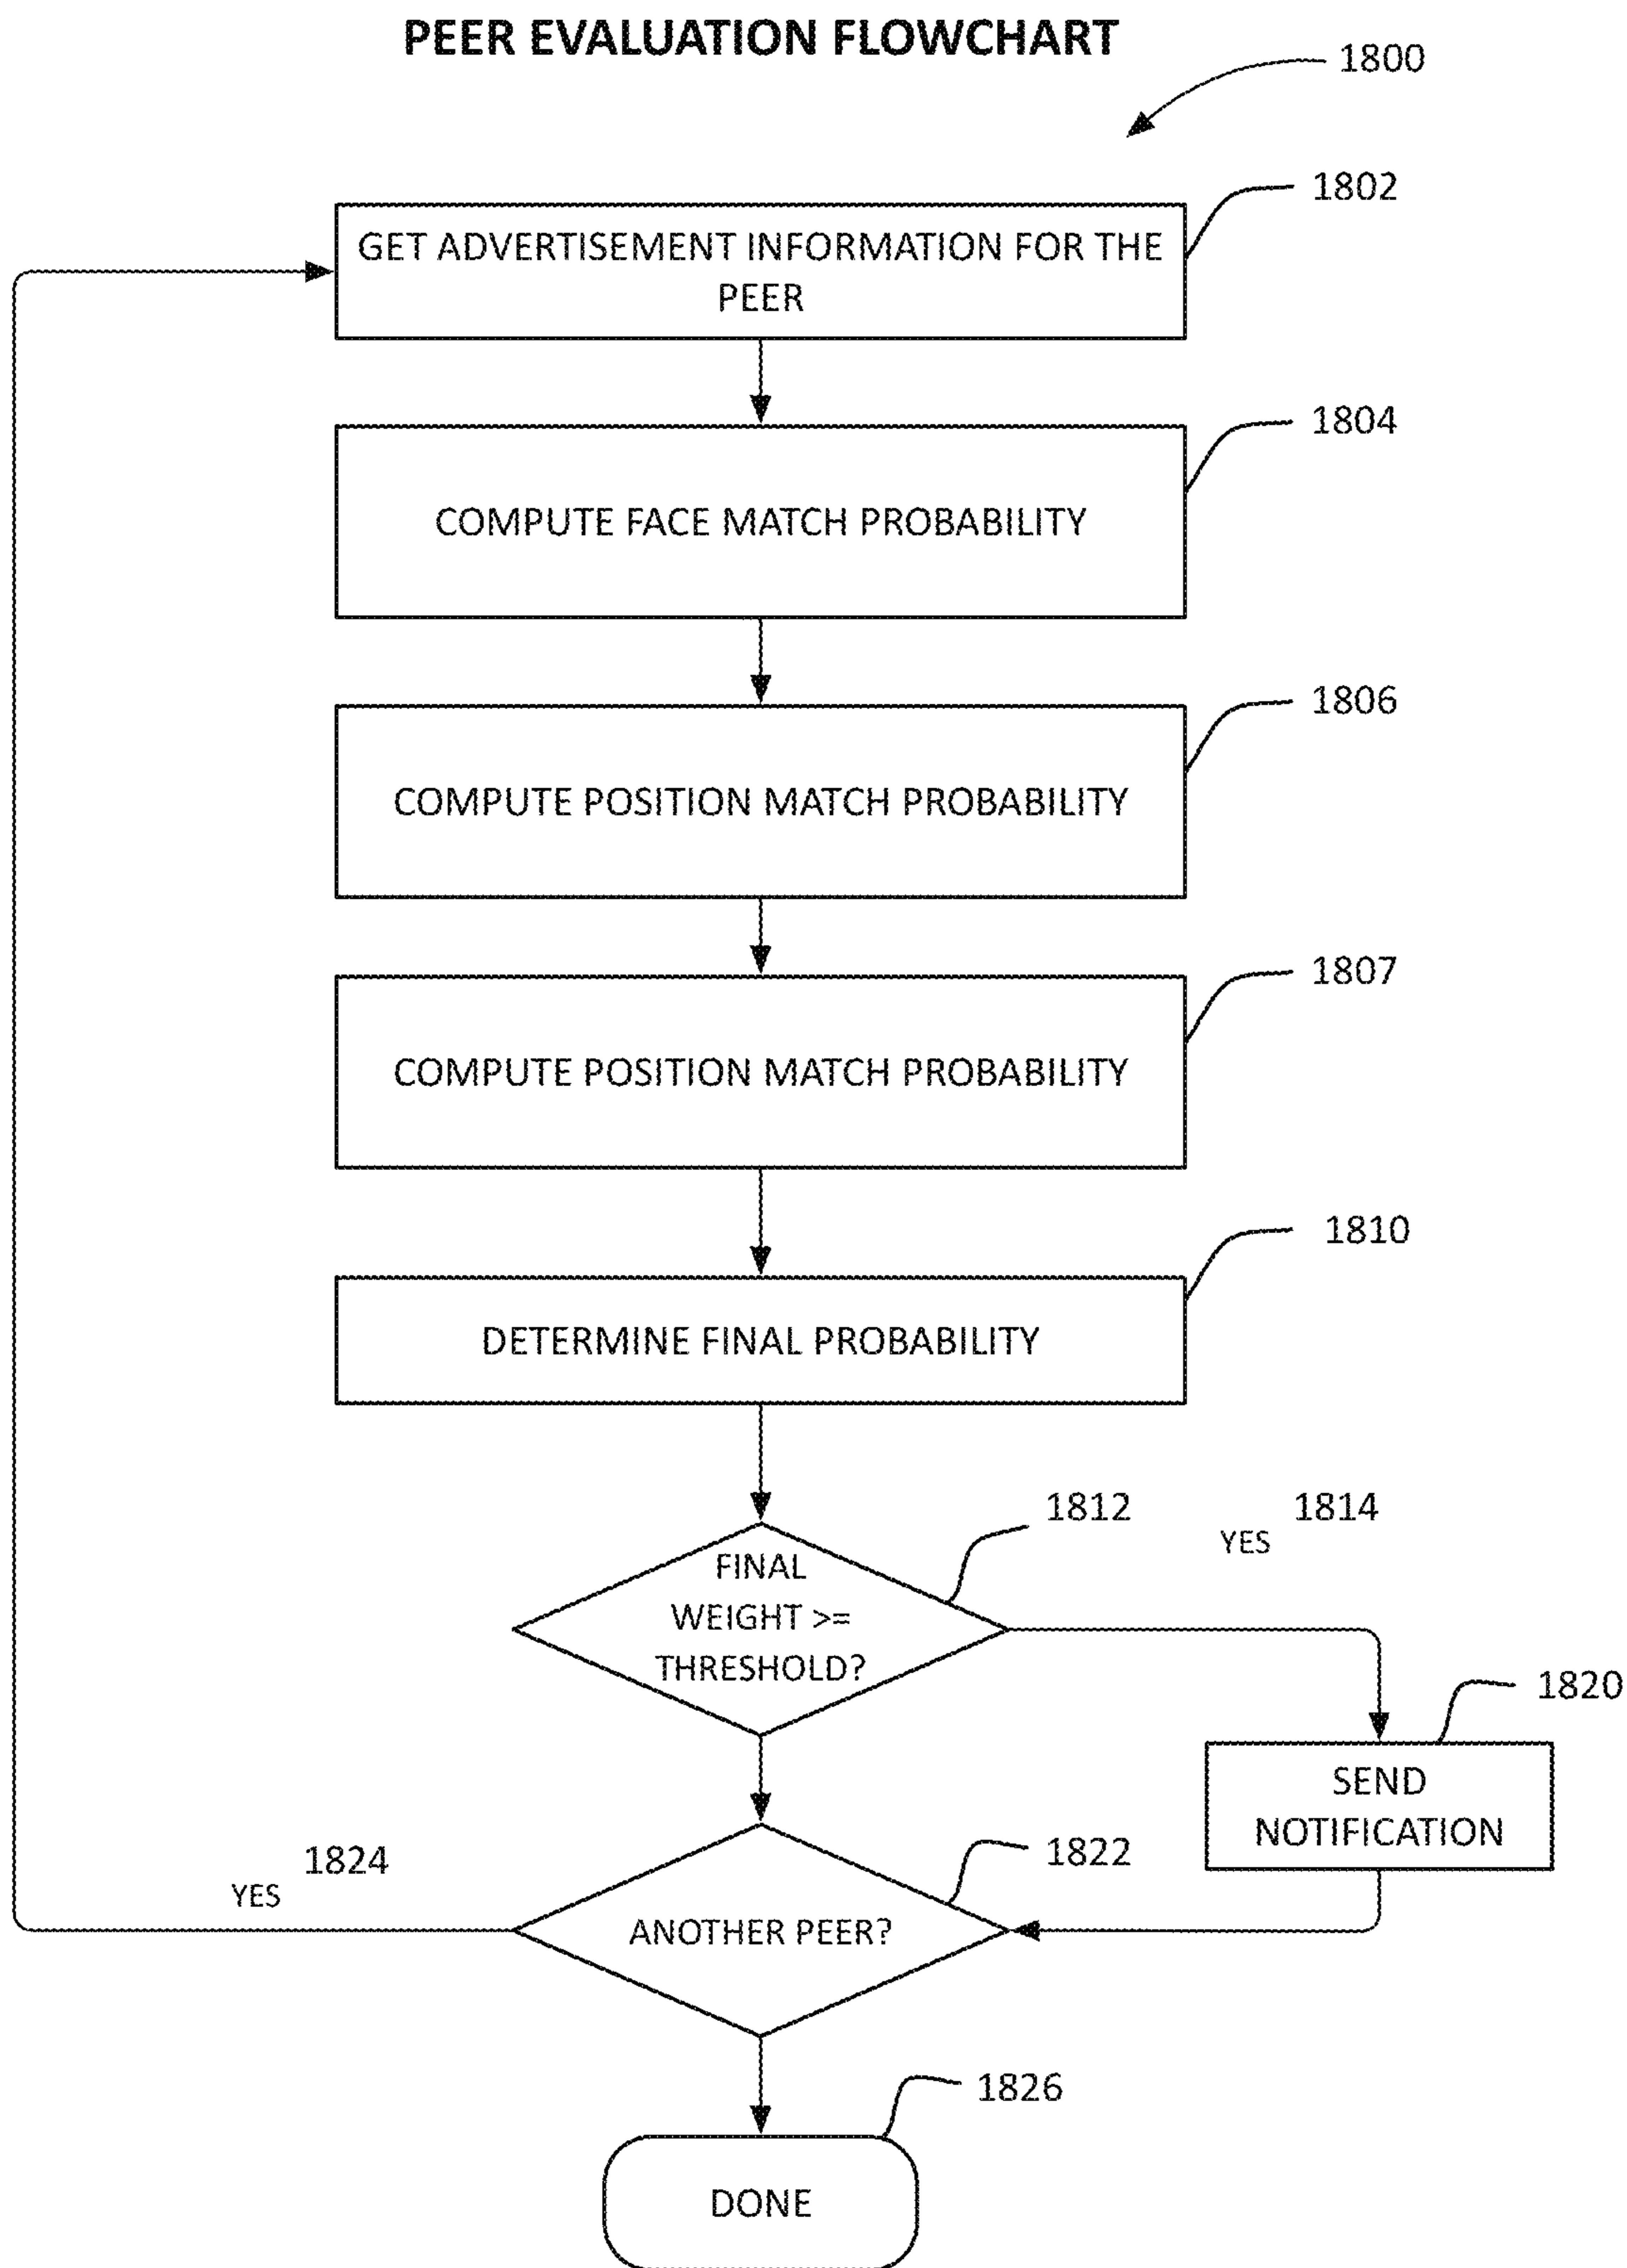 PEER EVALUATION FLOWCHART
1800
1802
GET ADVERTISEMENT INFORMATION FOR THE
PEER
1804
COMPUTE FACE MATCH PROBABILITY
1806
COMPUTE POSITION MATCH PROBABILITY
1807
COMPUTE POSITION MATCH PROBABILITY
1810
DETERMINE FINAL PROBABILITY
1812
1814
YES
FINAL
WEIGHT >=
THRESHOLD?
1820
SEND
NOTIFICATION
1822
1824
YES
ANOTHER PEER?
1826
DONE